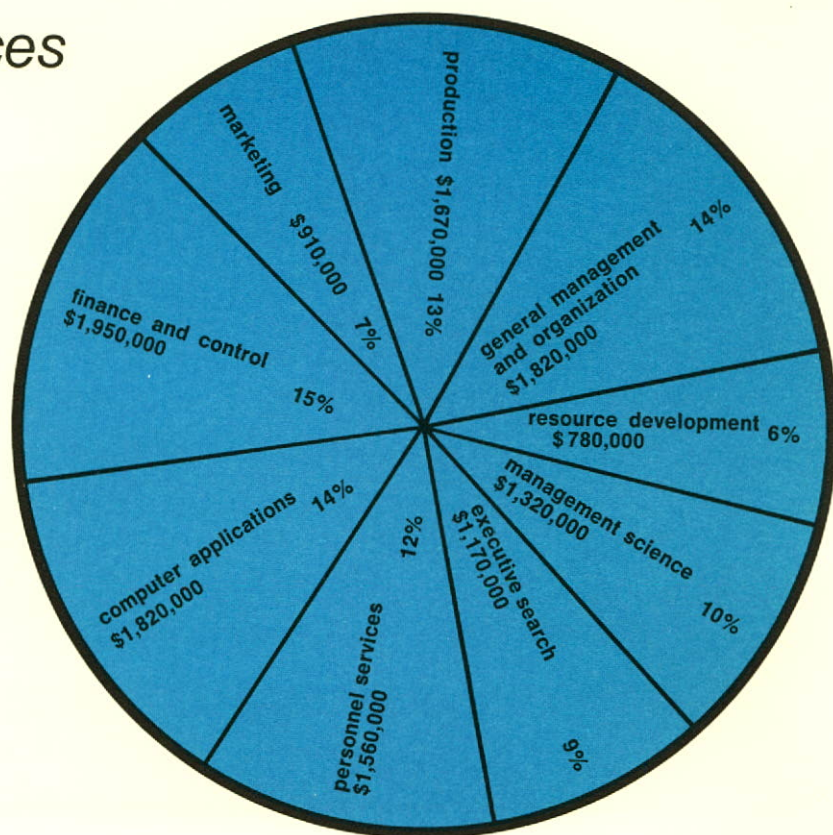 production $1,670,000 13%
general management
and organization
$1,820,000
14%
resource development
$780,000
6%
management science
$1,320,000
10%
executive search
$1,170,000
9%
personnel services
$1,560,000
12%
computer applications
$1,820,000
14%
finance and control
$1,950,000
15%
marketing $910,000 7%